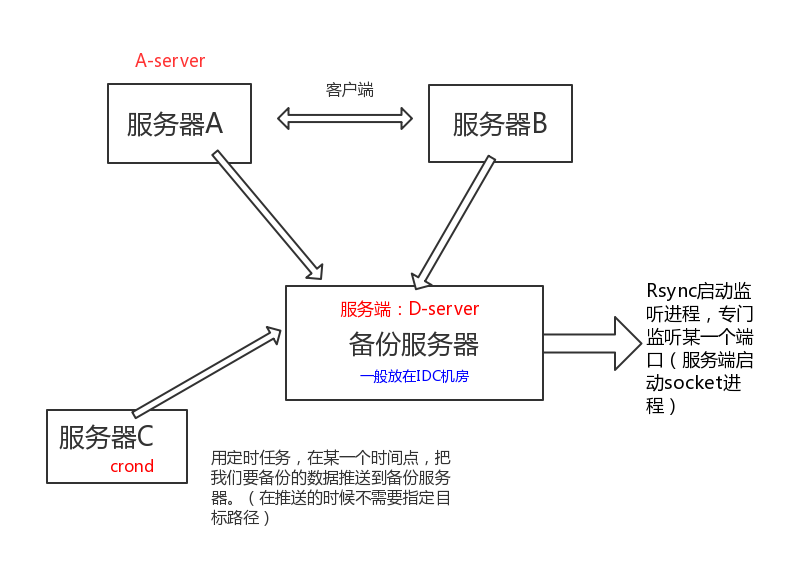 A-server
客户端
服务器A
服务器B
服务端：D-server
备份服务器
一般放在IDC机房
Rsync启动监
听进程，专门
监听某一个端
口（服务端启
动socket进
程）
服务器C
crond
用定时任务，在某一个时间点，把
我们要备份的数据推送到备份服务
器。（在推送的时候不需要指定目
标路径）